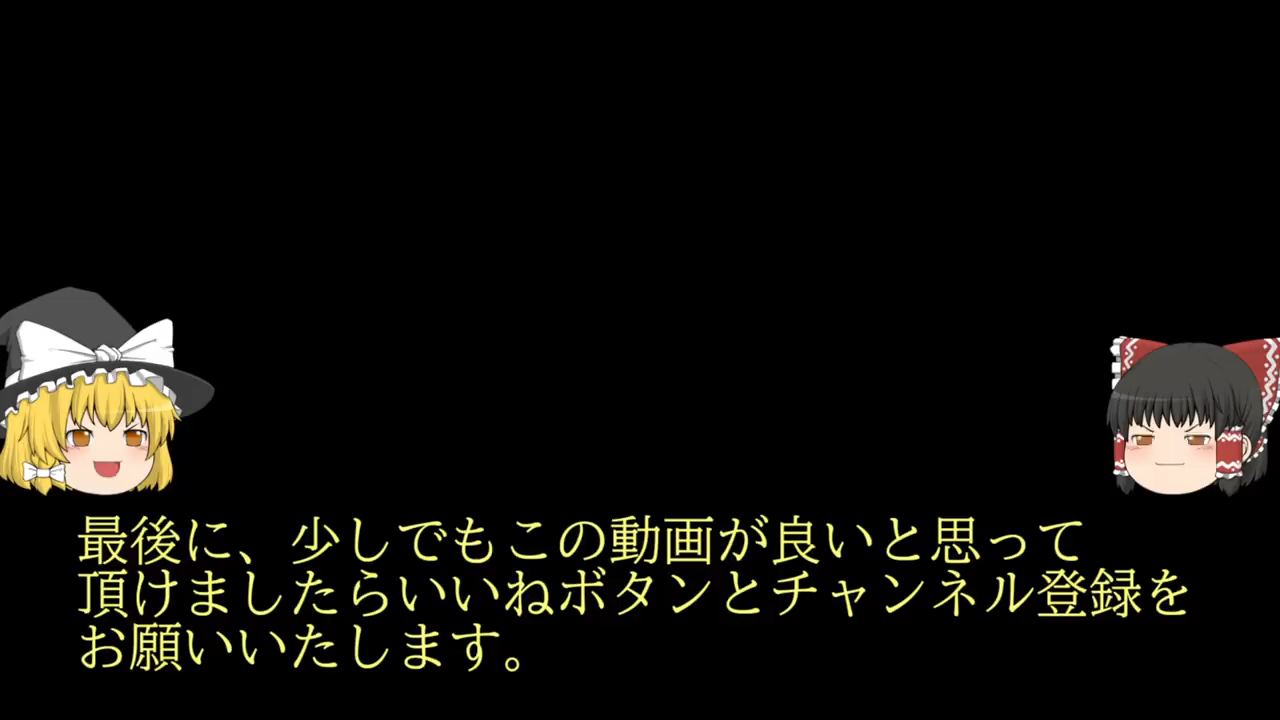 最後に、少しでもこの動画が良いと思って
頂けましたらいいねボタンとチャンネル登録を
お願いいたします。